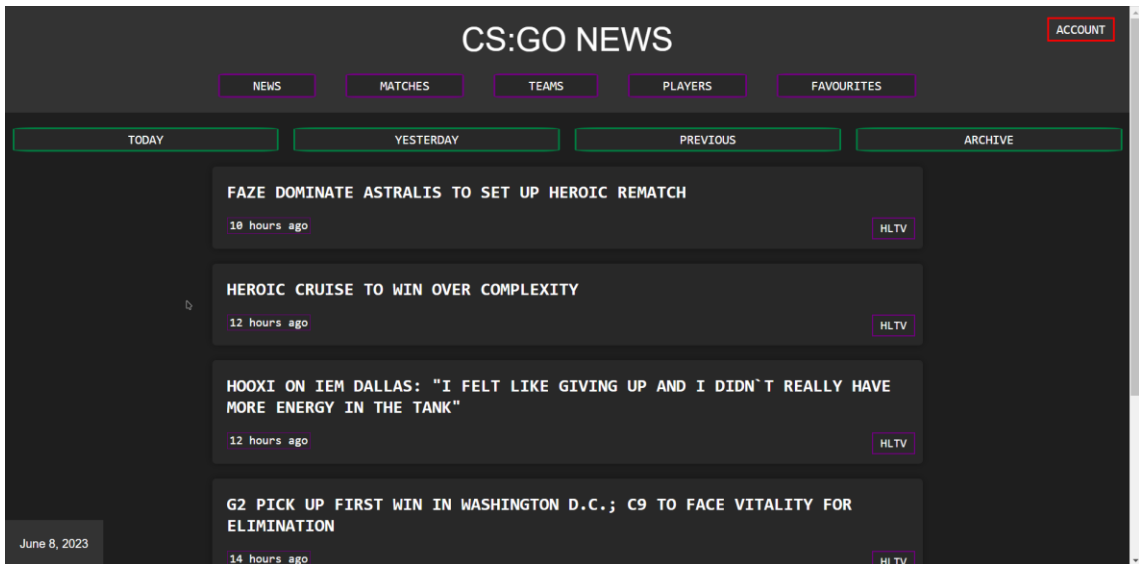 CS:GO NEWS
ACCOUNT
NEWS MATCHES TEAMS PLAYERS FAVOURITES
TODAY YESTERDAY PREVIOUS ARCHIVE
FAZE DOMINATE ASTRALIS TO SET UP HEROIC REMATCH
10 hours ago
HLTV
HEROIC CRUISE TO WIN OVER COMPLEXITY
12 hours ago
HLTV
HOOXI ON IEM DALLAS: "I FELT LIKE GIVING UP AND I DIDN`T REALLY HAVE
MORE ENERGY IN THE TANK"
12 hours ago
HLTV
G2 PICK UP FIRST WIN IN WASHINGTON D.C.; C9 TO FACE VITALITY FOR
ELIMINATION
14 hours ago
HLTV
June 8, 2023